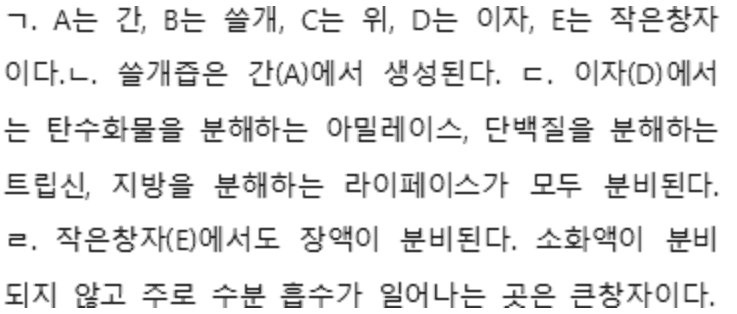 ㄱ. A는 간, B는 쓸개, C는 위, D는 이자, E는 작은창자
이다.ㄴ. 쓸개즙은 간(A)에서 생성된다. ㄷ. 이자(D)에서
는 탄수화물을 분해하는 아밀레이스, 단백질을 분해하는
트립신, 지방을 분해하는 라이페이스가 모두 분비된다.
ㄹ. 작은창자(E)에서도 장액이 분비된다. 소화액이 분비
되지 않고 주로 수분 흡수가 일어나는 곳은 큰창자이다.